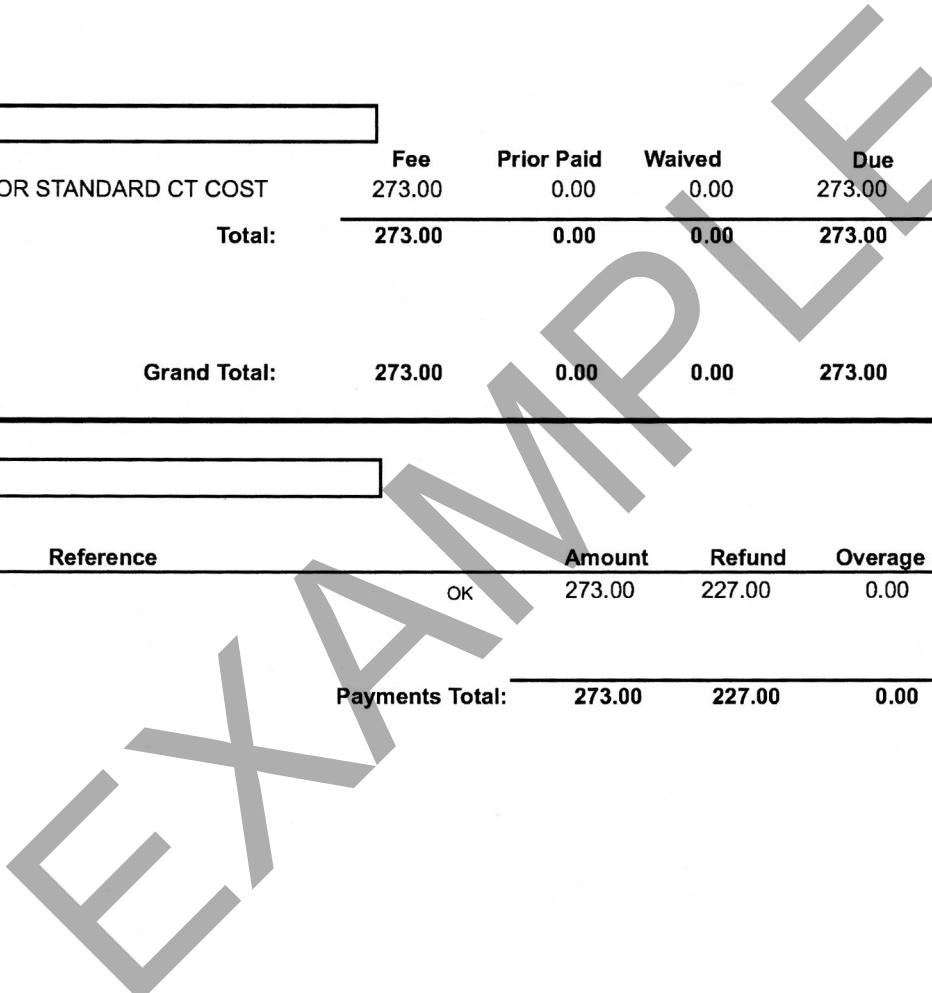 Fee Prior Paid Waived Due
OR STANDARD CT COST 273.00 0.00 0.00 273.00
Total: 273.00 0.00 0.00 273.00
Grand Total: 273.00 0.00 0.00 273.00
Reference Amount Refund Overage
OK 273.00 227.00 0.00
Payments Total: 273.00 227.00 0.00
EXAMPLE